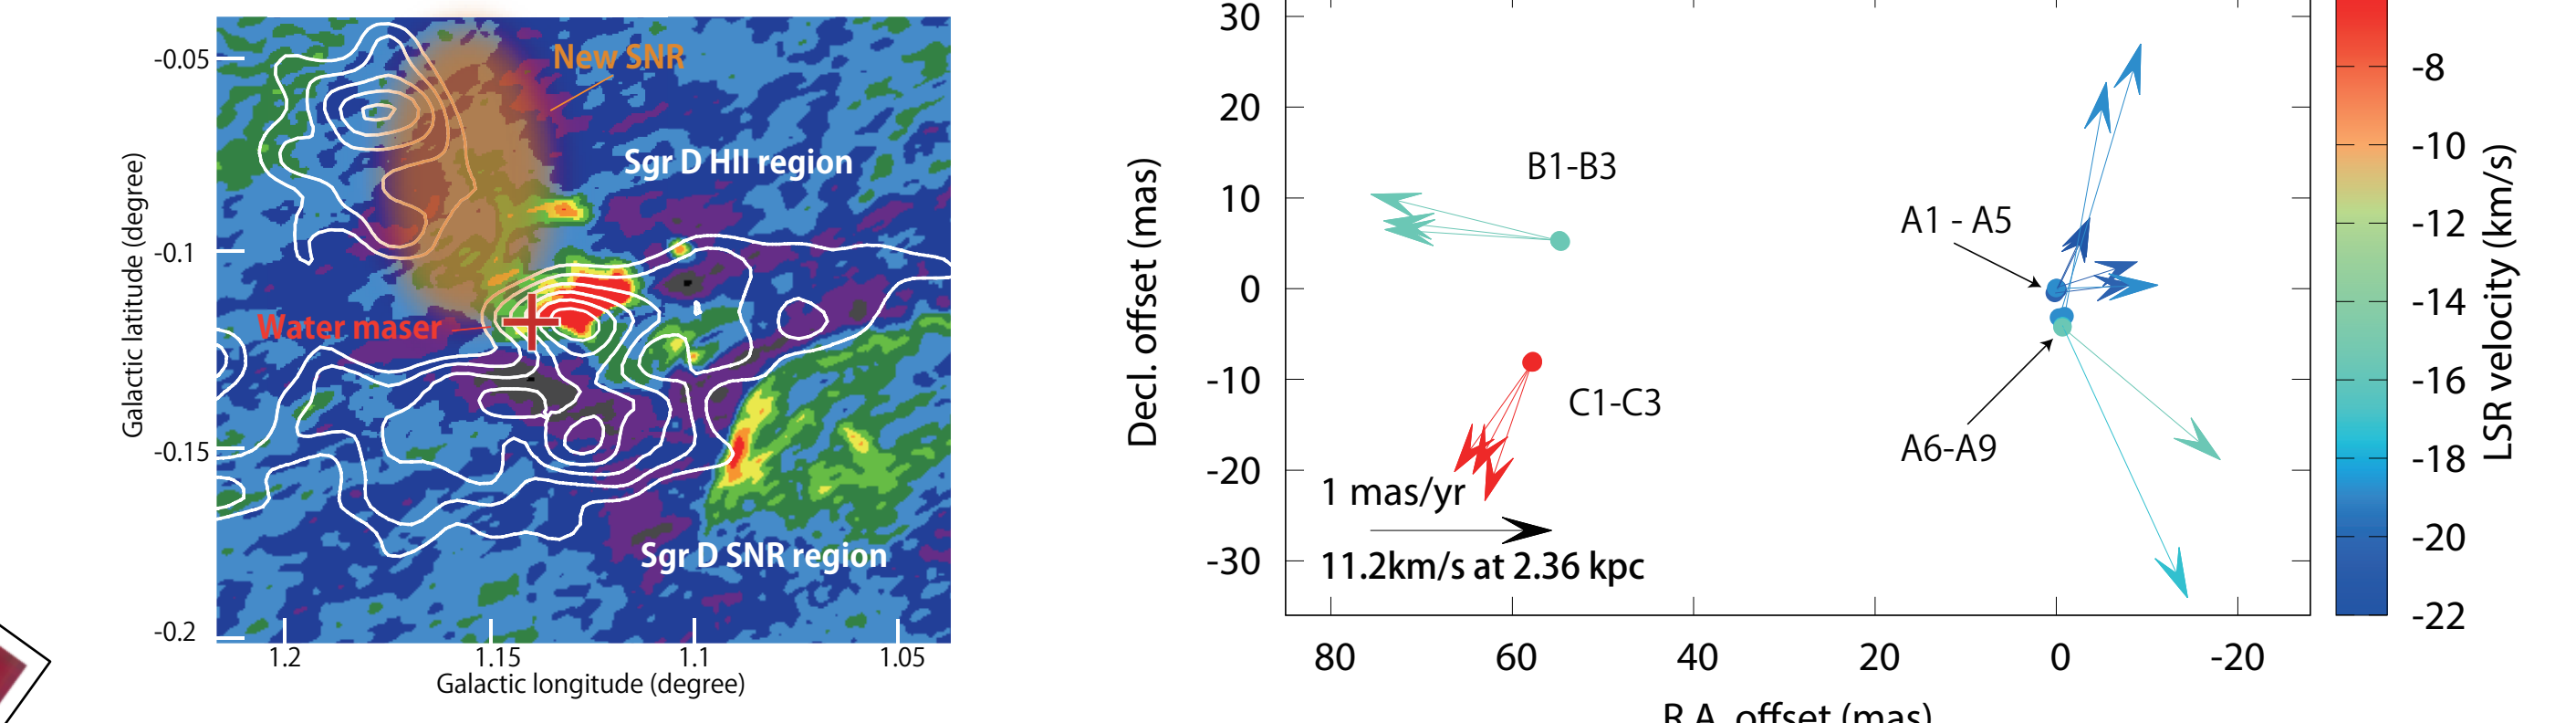 New SNR
Sgr D HII region
Water maser
Sgr D SNR region
-0.05
-0.1
-0.15
-0.2
Galactic latitude (degree)
1.2
1.15
1.1
1.05
Galactic longitude (degree)
30
20
10
0
-10
-20
-30
Decl. offset (mas)
B1-B3
A1 - A5
C1-C3
A6-A9
1 mas/yr
11.2km/s at 2.36 kpc
80
60
40
20
0
-20
R.A. offset (mas)
-8
-10
-12
-14
-16
-18
-20
-22
LSR velocity (km/s)